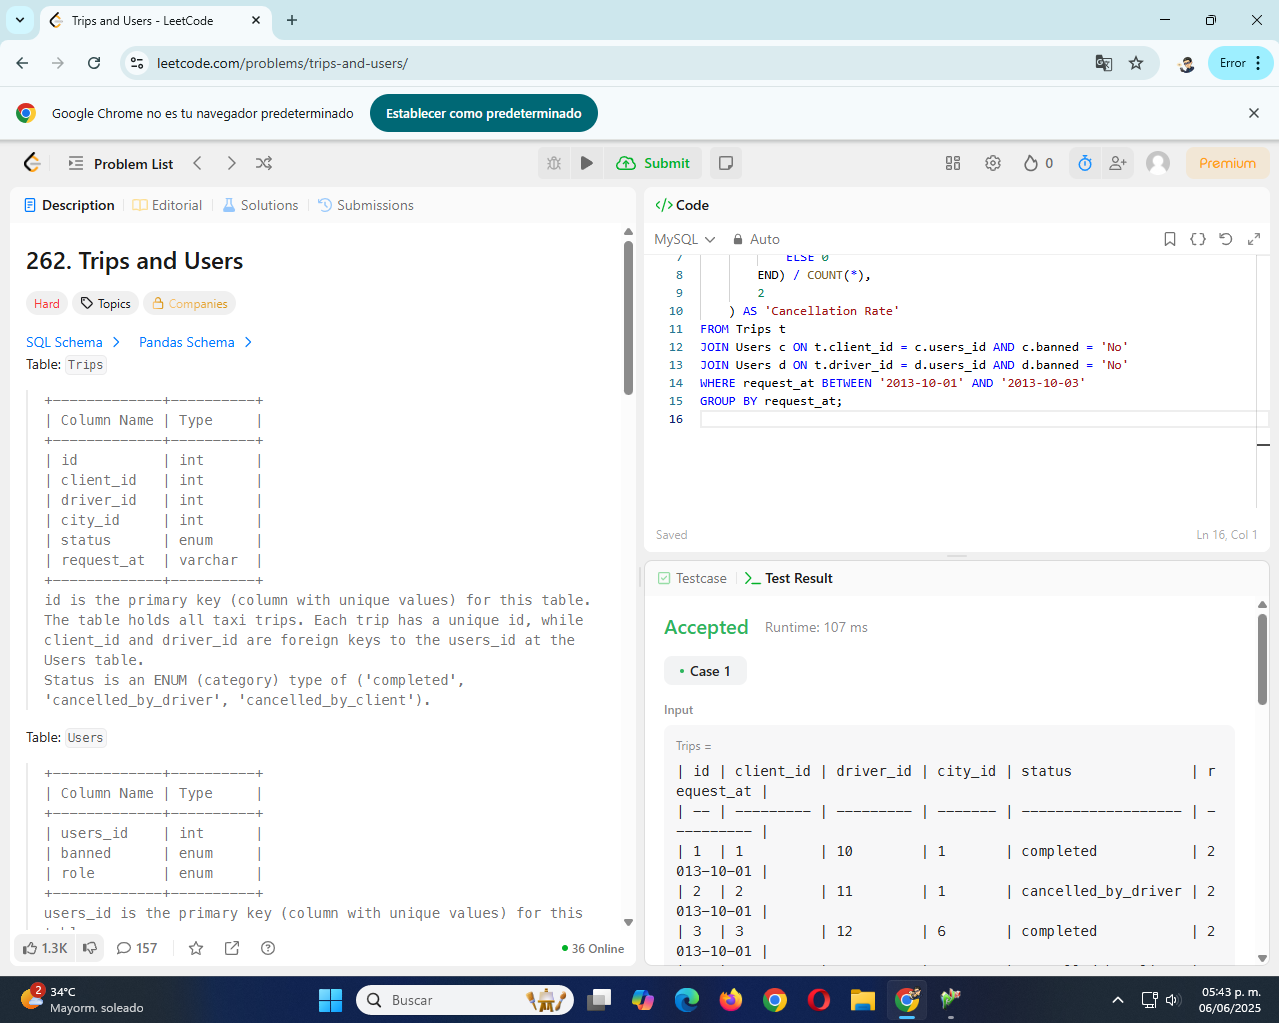 Trips and Users - LeetCode
leetcode.com/problems/trips-and-users/
Error
Google Chrome no es tu navegador predeterminado
Establecer como predeterminado
Problem List
Submit
0
Premium
Description
Editorial
Solutions
Submissions
262. Trips and Users
Hard
Topics
Companies
SQL Schema
Pandas Schema
Table: Trips
+-------------+----------+
| Column Name | Type     |
+-------------+----------+
| id          | int      |
| client_id   | int      |
| driver_id   | int      |
| city_id     | int      |
| status      | enum     |
| request_at  | varchar  |
+-------------+----------+
id is the primary key (column with unique values) for this table.
The table holds all taxi trips. Each trip has a unique id, while
client_id and driver_id are foreign keys to the users_id at the
Users table.
Status is an ENUM (category) type of ('completed',
'cancelled_by_driver', 'cancelled_by_client').
Table: Users
+-------------+----------+
| Column Name | Type     |
+-------------+----------+
| users_id    | int      |
| banned      | enum     |
| role        | enum     |
+-------------+----------+
users_id is the primary key (column with unique values) for this
1.3K
157
36 Online
Code
MySQL
Auto
7 ELSE 0
8 END) / COUNT(*),
9 2
10 ) AS 'Cancellation Rate'
11 FROM Trips t
12 JOIN Users c ON t.client_id = c.users_id AND c.banned = 'No'
13 JOIN Users d ON t.driver_id = d.users_id AND d.banned = 'No'
14 WHERE request_at BETWEEN '2013-10-01' AND '2013-10-03'
15 GROUP BY request_at;
16
Saved
Ln 16, Col 1
Testcase
Test Result
Accepted
Runtime: 107 ms
Case 1
Input
Trips =
| id | client_id | driver_id | city_id | status              | r
equest_at |
| -- | --------- | --------- | ------- | ------------------- | -
--------- |
| 1  | 1         | 10        | 1       | completed           | 2
013-10-01 |
| 2  | 2         | 11        | 1       | cancelled_by_driver | 2
013-10-01 |
| 3  | 3         | 12        | 6       | completed           | 2
013-10-01 |
2
34°C
Mayorm. soleado
Buscar
05:43 p. m.
06/06/2025